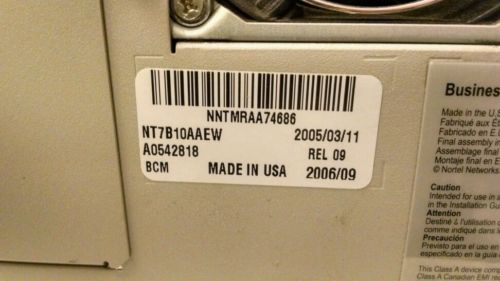 NNTMRAA74686
NT7B10AAEW 2005/03/11
A0542818 REL 09
BCM MADE IN USA 2006/09
Business
Made in the U.S
Fabriqué aux É
Fabricado en E
Final assembly i
Assemblage final
Montaje final en
© Nortel Networks
Caution
Intended for use in
in the Installation Gu
Attention
Destiné à l'utilisation
comme indiqué dans
Precaución
Previsto para el uso en
especificado en la guía
This Class A device com
Class A Canadian EMI re